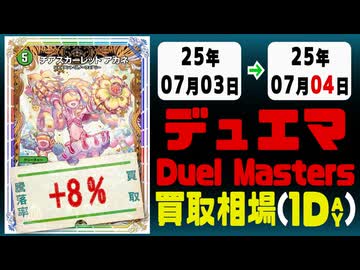 5
チアスカーレット アカネ
買取
騰落率
+8%
25年
07月03日
25年
07月04日
デュエマ
Duel Masters
買取相場(1D)